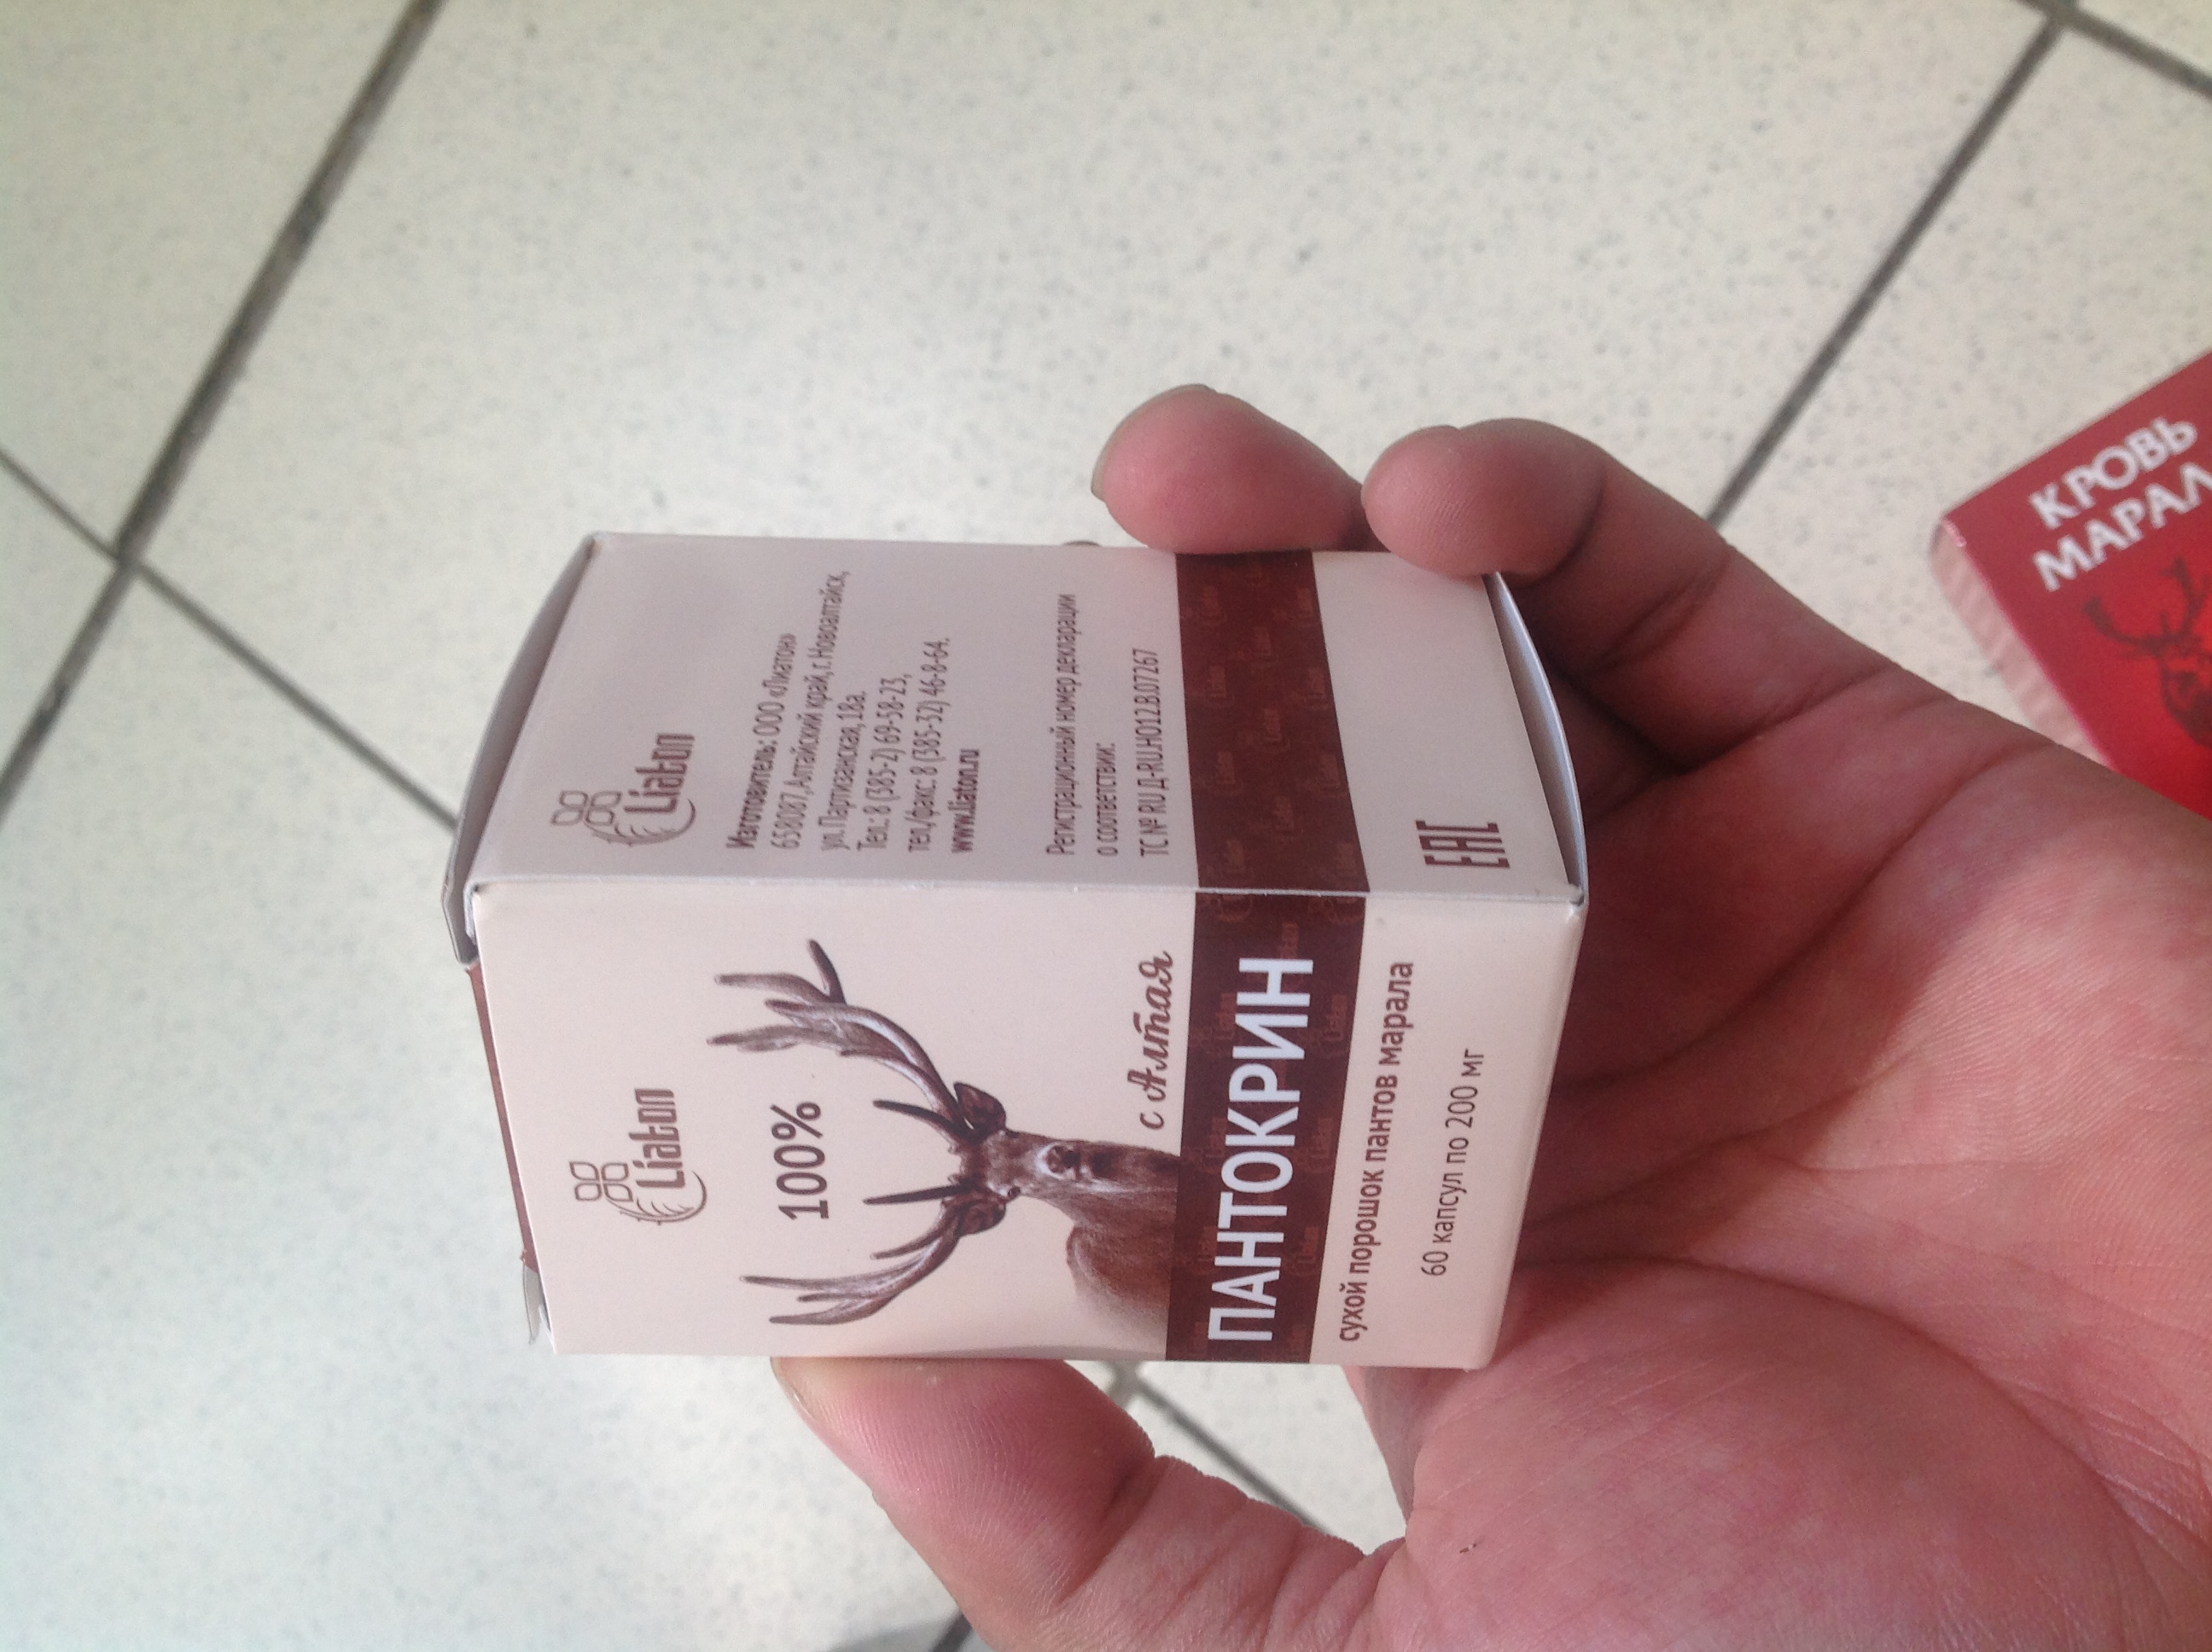 Liaton
100%
с Алтая
ПАНТОКРИН
сухой порошок пантов марала
60 капсул по 200 мг
Liaton
Изготовитель: ООО «Лиатон»
658087, Алтайский край, г. Новоалтайск,
ул. Партизанская, 18а.
Тел.: 8 (385-2) 69-58-23,
тел./факс: 8 (385-32) 46-8-64.
www.liaton.ru
Регистрационный номер декларации
о соответствии:
ТС № RU Д-RU.НО12.В.07267
ЕАС
КРОВЬ
МАРАЛ